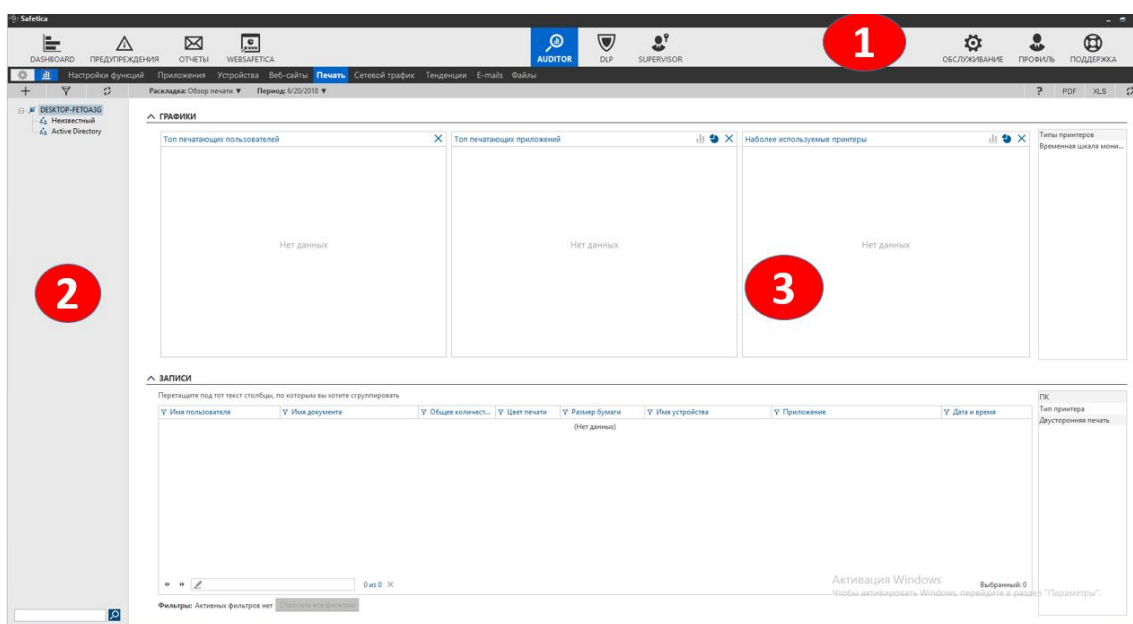 Safetica
DASHBOARD ПРЕДУПРЕЖДЕНИЯ ОТЧЕТЫ WEBSAFETICA AUDITOR DLP SUPERVISOR 1 ОБСЛУЖИВАНИЕ ПРОФИЛЬ ПОДДЕРЖКА
Настройки функций Приложения Устройства Веб-сайты Печать Сетевой трафик Тенденции E-mails Файлы
Раскладка: Обзор печати Период: 6/20/2018 ? PDF XLS
DESKTOP-FETOA3G
Неизвестный
Active Directory
2
ГРАФИКИ
Топ печатающих пользователей
Нет данных
Топ печатающих приложений
Нет данных
Наболее используемые принтеры
Нет данных
3
Типы принтеров
Временная шкала мони...
ЗАПИСИ
Перетащите под тот текст столбцы, по которым вы хотите сгруппировать
Имя пользователя Имя документа Общее количест... Цвет печати Размер бумаги Имя устройства Приложение Дата и время
(Нет данных)
ПК
Тип принтера
Двусторонняя печать
0 из 0
Выбранный: 0
Фильтры: Активных фильтров нет Сбросить все фильтры
Активация Windows
Чтобы активировать Windows, перейдите в раздел "Параметры".